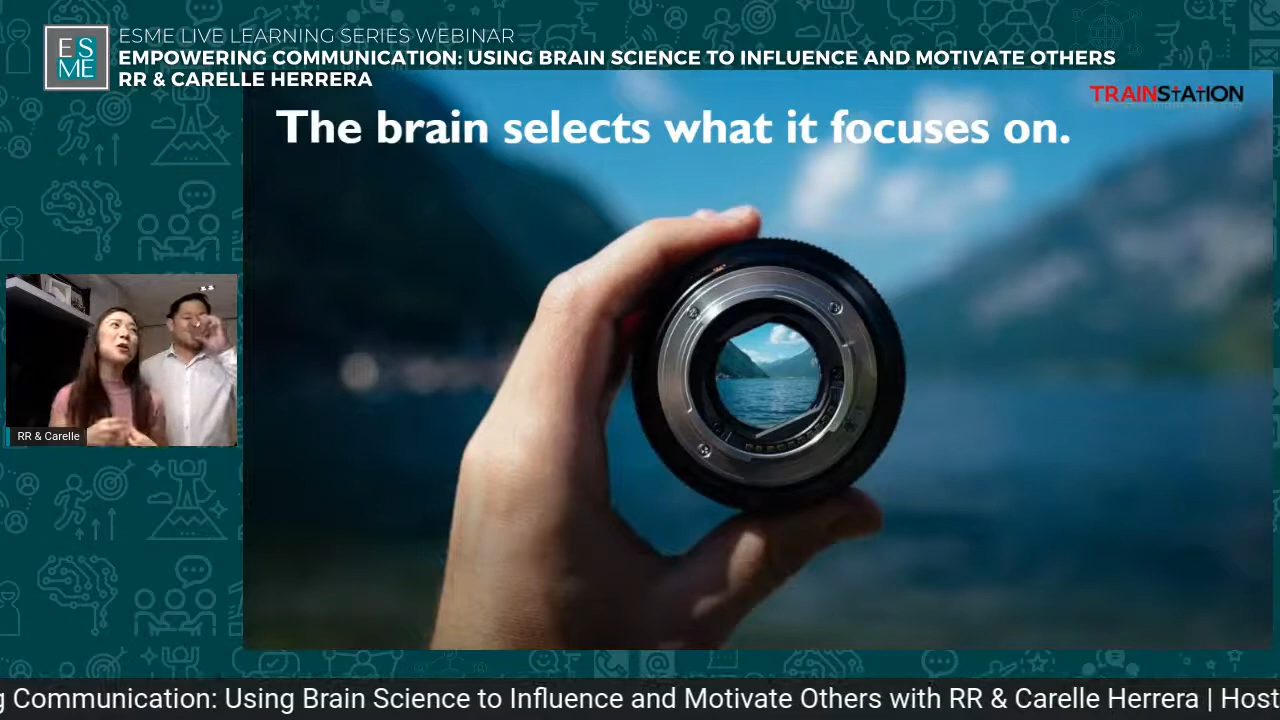 ES
ME
ESME LIVE LEARNING SERIES WEBINAR
EMPOWERING COMMUNICATION: USING BRAIN SCIENCE TO INFLUENCE AND MOTIVATE OTHERS
RR & CARELLE HERRERA
TRAINSTATION
The brain selects what it focuses on.
RR & Carelle
g Communication: Using Brain Science to Influence and Motivate Others with RR & Carelle Herrera | Host